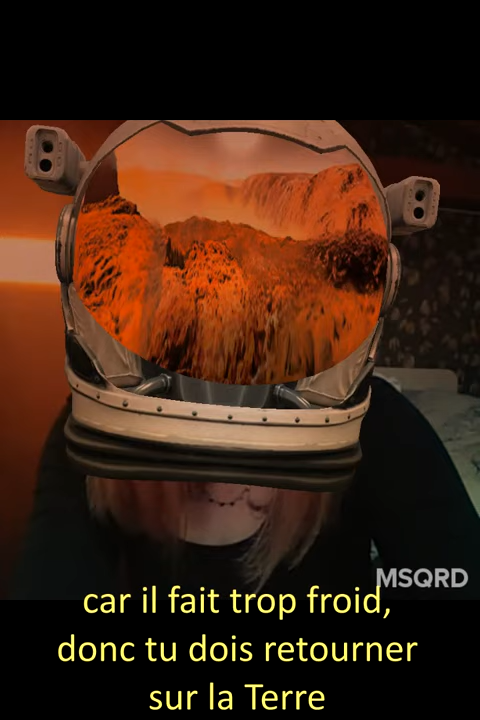 MSQRD
car il fait trop froid,
donc tu dois retourner
sur la Terre